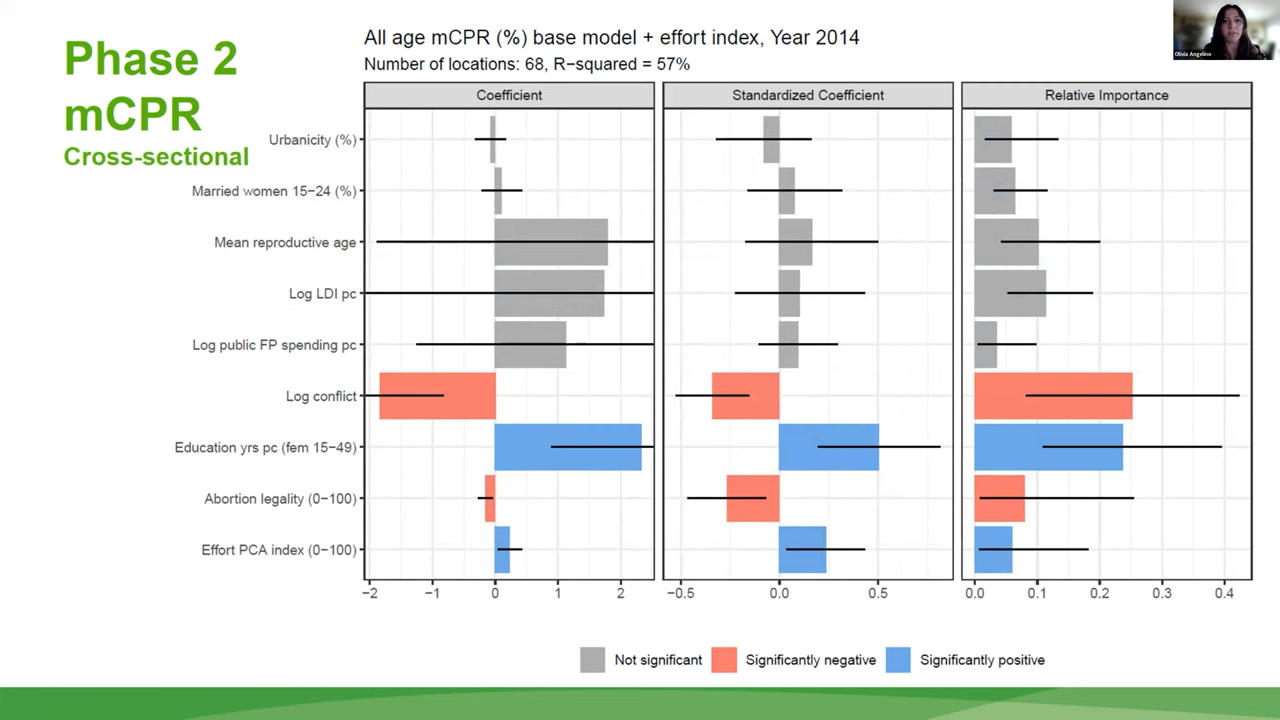 Phase 2
mCPR
Cross-sectional
All age mCPR (%) base model + effort index, Year 2014
Number of locations: 68, R−squared = 57%
Coefficient
Standardized Coefficient
Relative Importance
Urbanicity (%)
Married women 15−24 (%)
Mean reproductive age
Log LDI pc
Log public FP spending pc
Log conflict
Education yrs pc (fem 15−49)
Abortion legality (0−100)
Effort PCA index (0−100)
−2 −1 0 1 2
−0.5 0.0 0.5
0.0 0.1 0.2 0.3 0.4
Not significant
Significantly negative
Significantly positive
Olivia Angelino